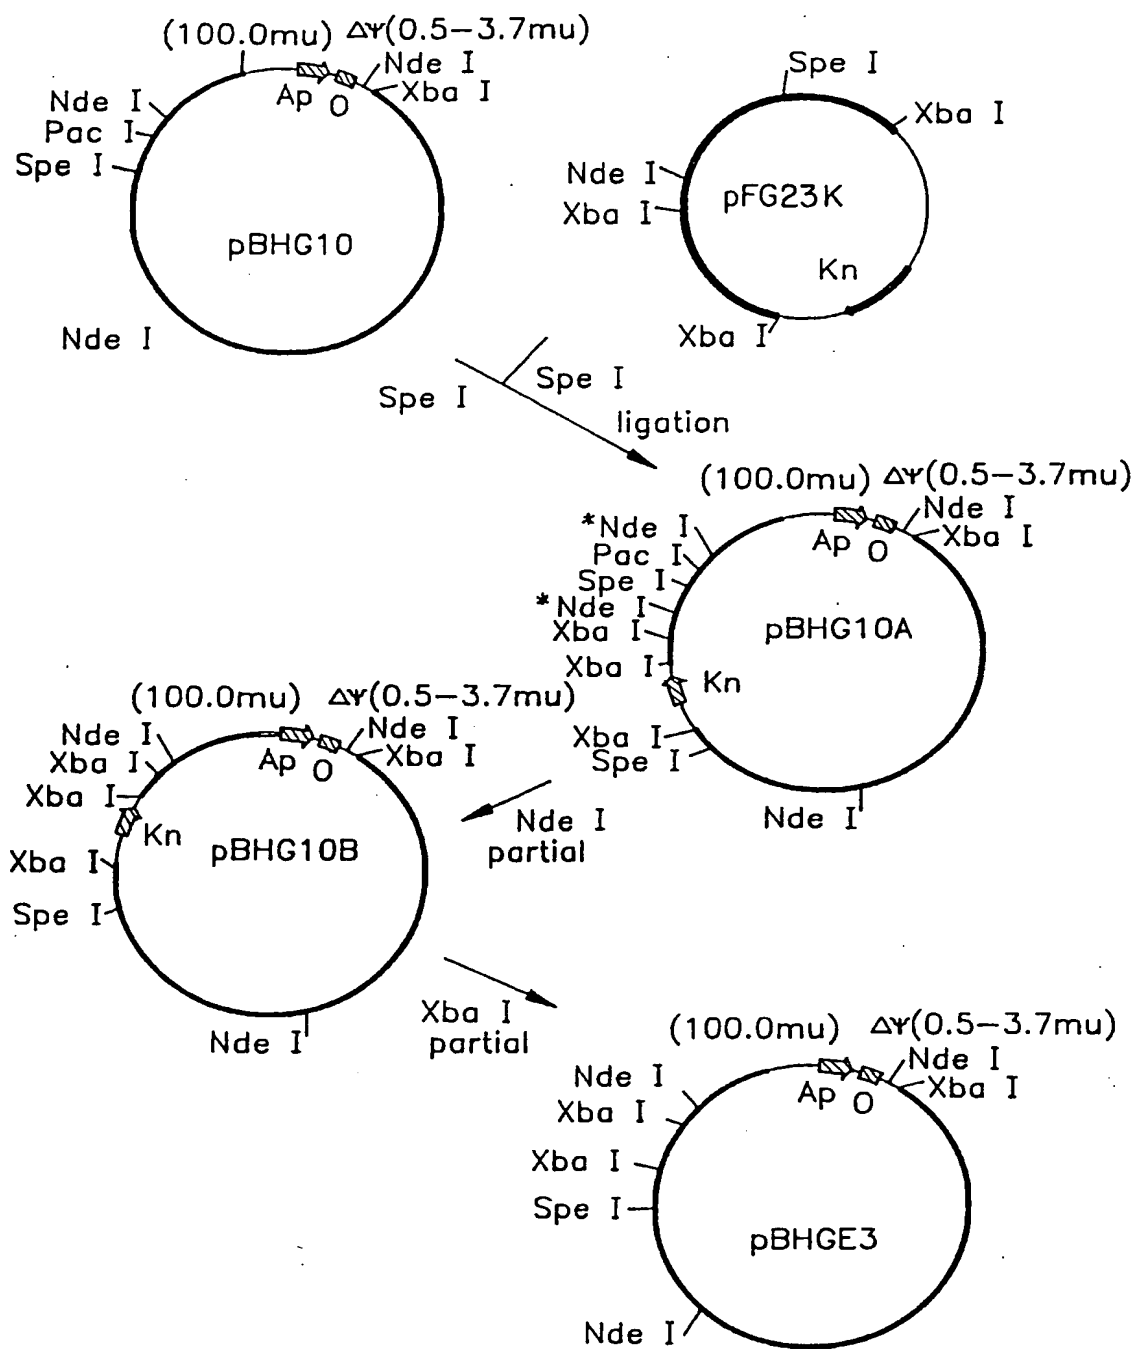 (100.0mu) ΔΨ(0.5-3.7mu)
Nde I
Xba I
Ap O
Nde I
Pac I
Spe I
pBHG10
Nde I
Spe I
Xba I
Nde I
Xba I
pFG23K
Kn
Xba I
Spe I
Spe I
ligation
(100.0mu) ΔΨ(0.5-3.7mu)
Nde I
Xba I
Ap O
*Nde I
Pac I
Spe I
*Nde I
Xba I
Xba I
Kn
Xba I
Spe I
pBHG10A
Nde I
Nde I
partial
(100.0mu) ΔΨ(0.5-3.7mu)
Nde I
Xba I
Ap O
Nde I
Xba I
Xba I
Kn
pBHG10B
Xba I
Spe I
Nde I
Xba I
partial
(100.0mu) ΔΨ(0.5-3.7mu)
Nde I
Xba I
Ap O
Nde I
Xba I
Xba I
Spe I
pBHGE3
Nde I